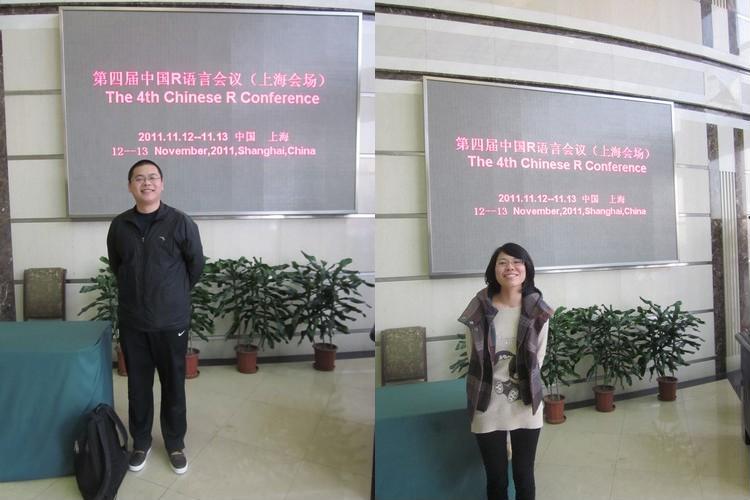 第四届中国R语言会议（上海会场）
The 4th Chinese R Conference
2011.11.12--11.13 中国 上海
12---13 November,2011,Shanghai,China
第四届中国R语言会议（上海会场）
The 4th Chinese R Conference
2011.11.12--11.13 中国 上海
12---13 November,2011,Shanghai,China